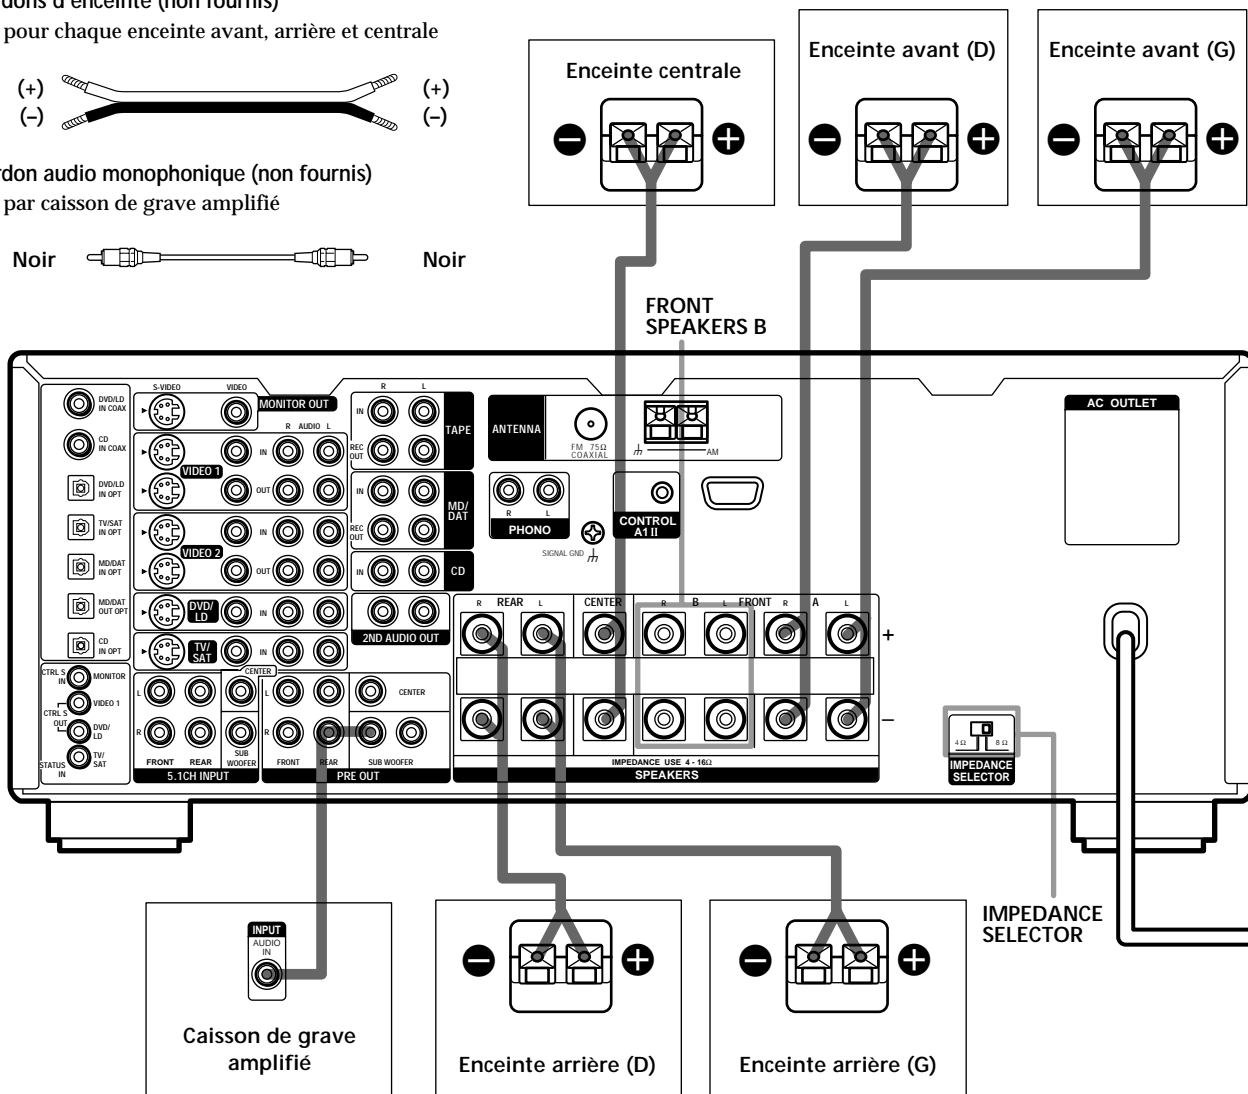 dons d'enceinte (non fournis)
pour chaque enceinte avant, arrière et centrale
(+)
(–)
(+)
(–)
don audio monophonique (non fournis)
par caisson de grave amplifié
Noir
Noir
Enceinte centrale
Enceinte avant (D)
Enceinte avant (G)
FRONT
SPEAKERS B
DVD/LD
IN COAX
CD
IN COAX
DVD/LD
IN OPT
TV/SAT
IN OPT
MD/DAT
IN OPT
MD/DAT
OUT OPT
CD
IN OPT
CTRL S
IN
MONITOR
VIDEO 1
CTRL S
OUT
DVD/
LD
STATUS
IN
TV/
SAT
S-VIDEO
VIDEO
MONITOR OUT
R AUDIO L
IN
VIDEO 1
OUT
IN
VIDEO 2
OUT
DVD/
LD
IN
TV/
SAT
IN
R
L
IN
TAPE
REC
OUT
IN
MD/
DAT
REC
OUT
IN
CD
2ND AUDIO OUT
ANTENNA
FM 75Ω
COAXIAL
AM
R
L
PHONO
SIGNAL GND
CONTROL
A1 II
AC OUTLET
CENTER
L
R
FRONT
REAR
SUB
WOOFER
5.1CH INPUT
L
R
CENTER
FRONT
REAR
SUB WOOFER
PRE OUT
R REAR L
CENTER
R B L
FRONT
R A L
+
–
IMPEDANCE USE 4 - 16Ω
SPEAKERS
4 Ω
8 Ω
IMPEDANCE
SELECTOR
IMPEDANCE
SELECTOR
INPUT
AUDIO
IN
Caisson de grave
amplifié
Enceinte arrière (D)
Enceinte arrière (G)